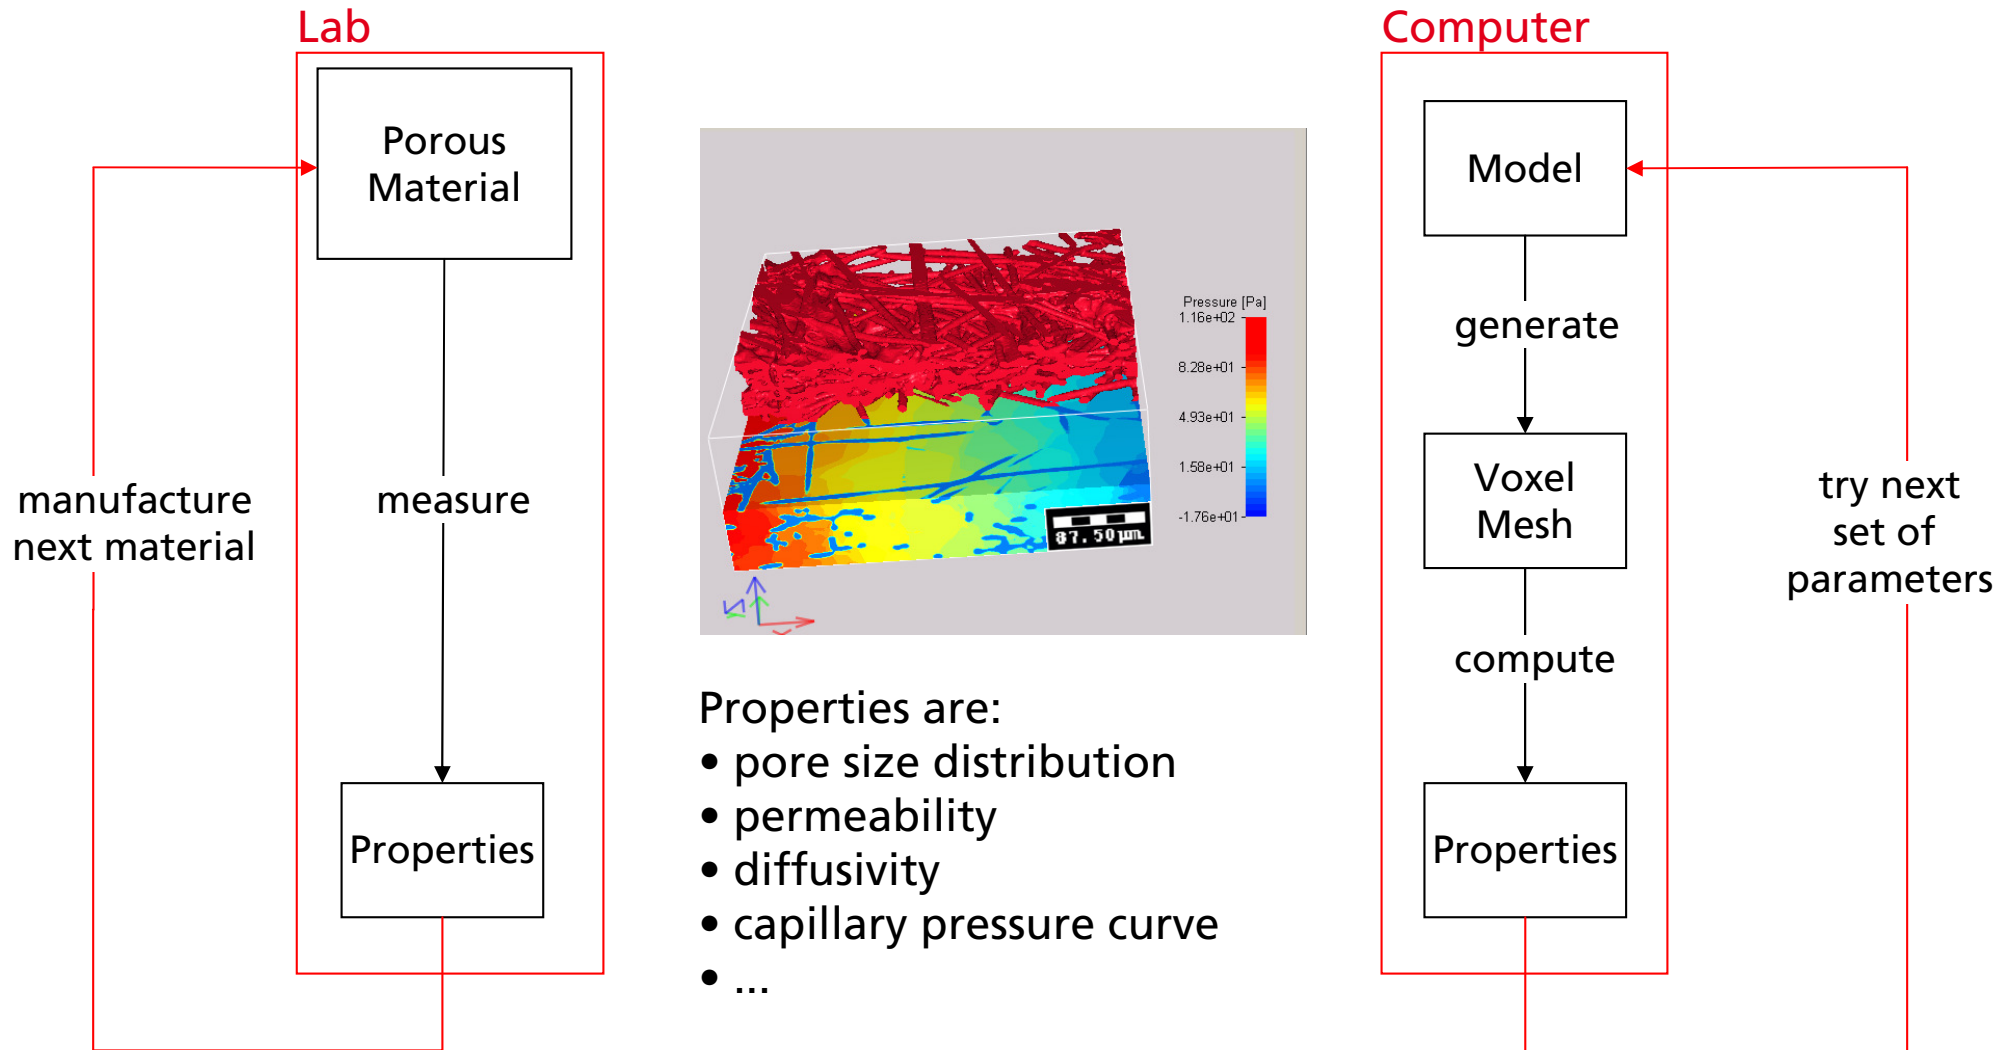 Lab
Porous
Material
manufacture
next material
measure
Properties
Pressure [Pa]
1.16e+02
8.28e+01
4.93e+01
1.58e+01
-1.76e+01
87.50µm
Properties are:
• pore size distribution
• permeability
• diffusivity
• capillary pressure curve
• ...
Computer
Model
generate
Voxel
Mesh
compute
Properties
try next
set of
parameters